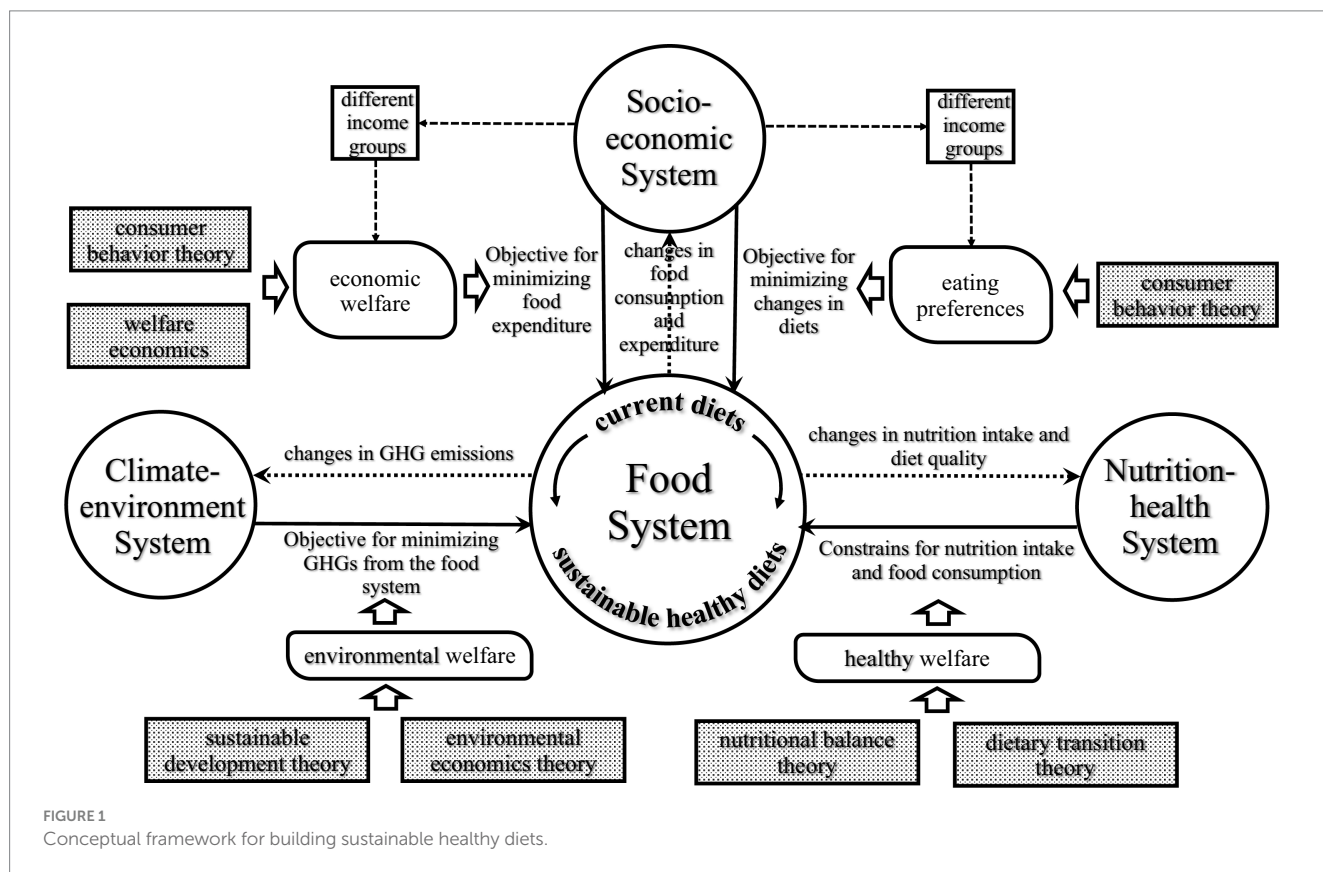 different
income
groups
Socio-
economic
System
different
income
groups
consumer
behavior theory
welfare
economics
economic
welfare
Objective for
minimizing
food
expenditure
changes in
food
consumption
and
expenditure
Objective for
minimizing
changes in
diets
eating
preferences
consumer
behavior theory
Climate-
environment
System
changes in GHG emissions
Objective for minimizing
GHGs from the food
system
current diets
Food
System
sustainable healthy diets
changes in nutrition intake and
diet quality
Constrains for nutrition intake
and food consumption
Nutrition-
health
System
environmental welfare
healthy welfare
sustainable
development theory
environmental
economics theory
nutritional balance
theory
dietary transition
theory
FIGURE 1
Conceptual framework for building sustainable healthy diets.